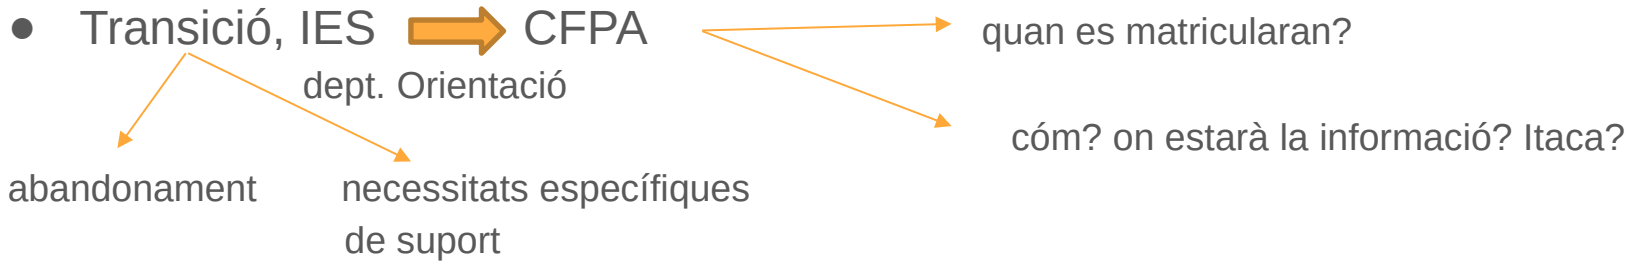 ● Transició, IES CFPA
quan es matricularan?
dept. Orientació
cóm? on estarà la informació? Itaca?
abandonament
necessitats específiques
de suport